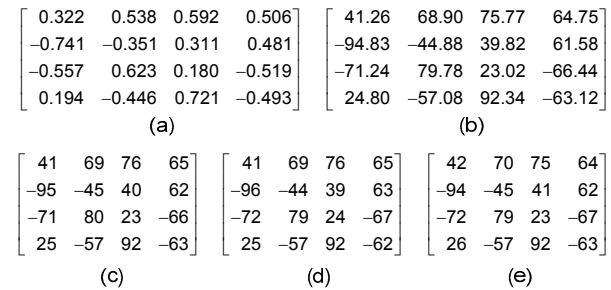 0.322 0.538 0.592 0.506 41.26 68.90 75.77 64.75
−0.741 −0.351 0.311 0.481 −94.83 −44.88 39.82 61.58
−0.557 0.623 0.180 −0.519 −71.24 79.78 23.02 −66.44
0.194 −0.446 0.721 −0.493 24.80 −57.08 92.34 −63.12
(a) (b)
41 69 76 65 41 69 76 65 42 70 75 64
−95 −45 40 62 −96 −44 39 63 −94 −45 41 62
−71 80 23 −66 −72 79 24 −67 −72 79 23 −67
25 −57 92 −63 25 −57 92 −62 26 −57 92 −63
(c) (d) (e)